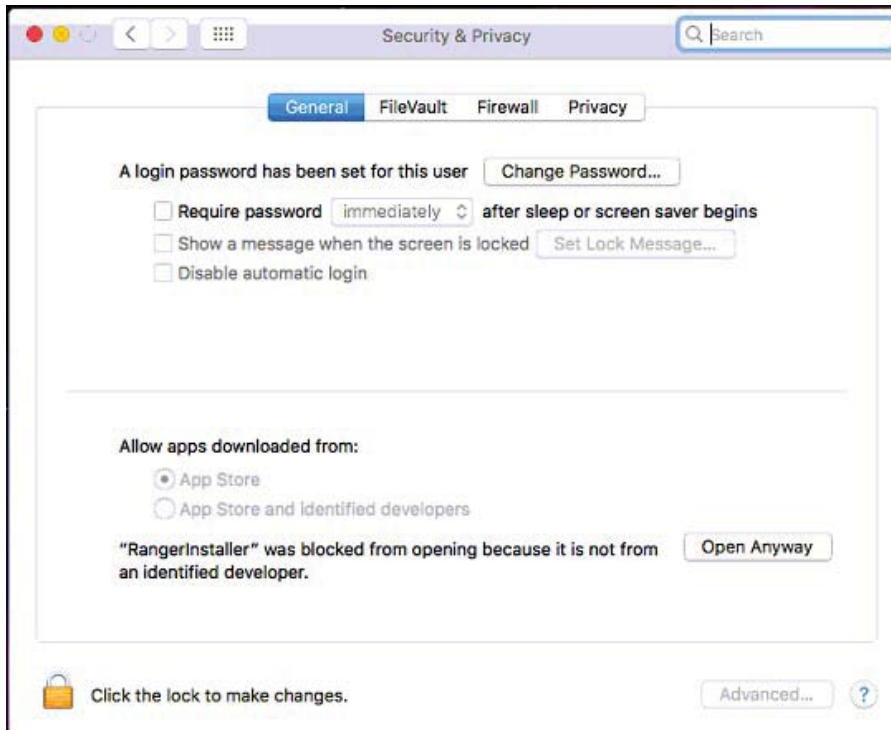 Security & Privacy
Search
General FileVault Firewall Privacy
A login password has been set for this user Change Password...
Require password immediately after sleep or screen saver begins
Show a message when the screen is locked Set Lock Message...
Disable automatic login
Allow apps downloaded from:
App Store
App Store and identified developers
“RangerInstaller” was blocked from opening because it is not from Open Anyway
an identified developer.
Click the lock to make changes. Advanced... ?